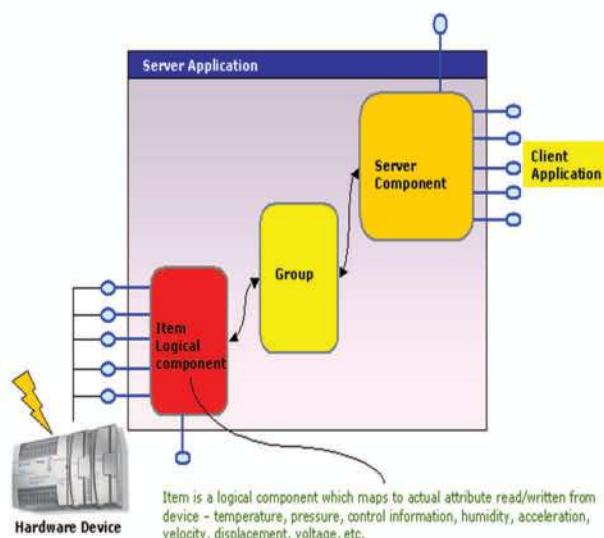 Server Application
Server
Component
Client
Application
Group
Item
Logical
component
Item is a logical component which maps to actual attribute read/written from
device - temperature, pressure, control information, humidity, acceleration,
velocity, displacement, voltage, etc.
Hardware Device